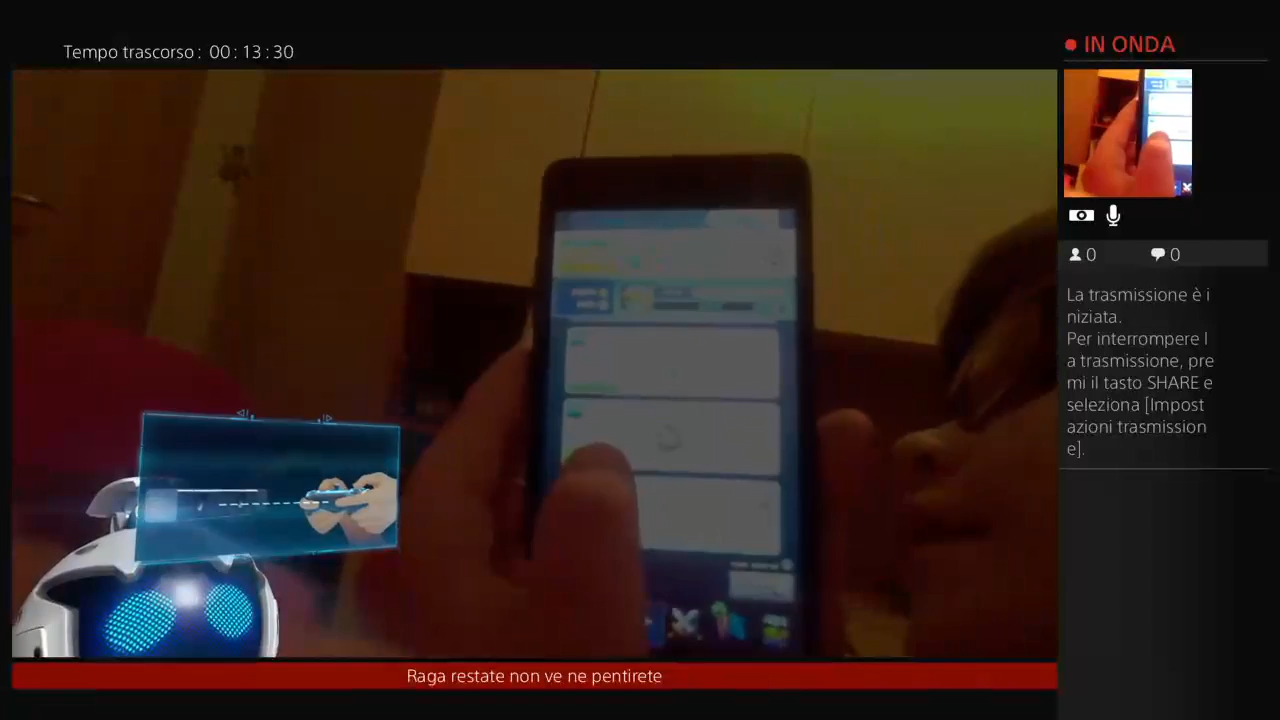 Tempo trascorso: 00:13:30
IN ONDA
0
0
La trasmissione è i
niziata.
Per interrompere l
a trasmissione, pre
mi il tasto SHARE e
seleziona [Impost
azioni trasmission
e].
Raga restate non ve ne pentirete